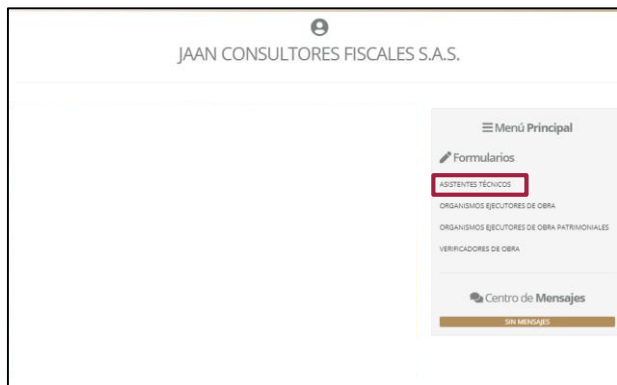 JAAN CONSULTORES FISCALES S.A.S.
Menú Principal
Formularios
ASISTENTES TÉCNICOS
ORGANISMOS EJECUTORES DE OBRA
ORGANISMOS EJECUTORES DE OBRA PATRIMONIALES
VERIFICADORES DE OBRA
Centro de Mensajes
SIN MENSAJES